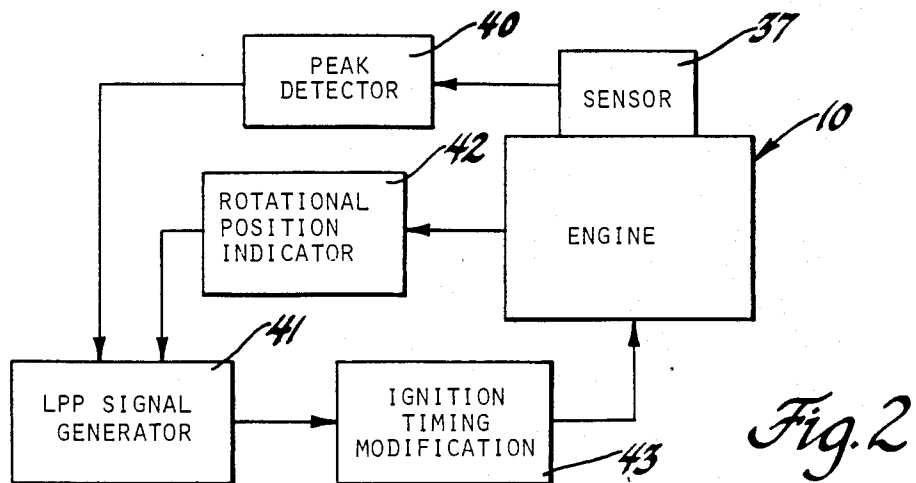 40
PEAK
DETECTOR
37
SENSOR
10
42
ROTATIONAL
POSITION
INDICATOR
ENGINE
41
LPP SIGNAL
GENERATOR
IGNITION
TIMING
MODIFICATION
43
Fig. 2